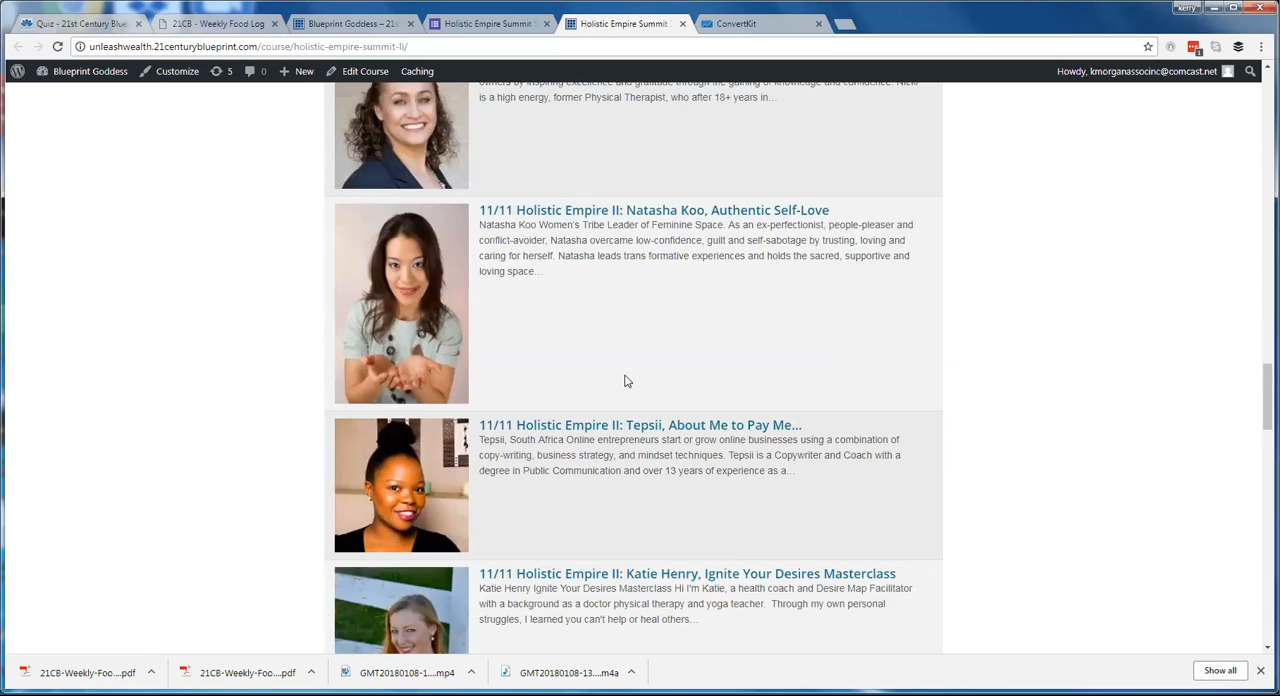 kerry
Quiz - 21st Century Blue
21CB - Weekly Food Log
Blueprint Goddess – 21s
Holistic Empire Summit
Holistic Empire Summit
ConvertKit
unleashwealth.21centuryblueprint.com/course/holistic-empire-summit-ii/
Blueprint Goddess
Customize
5
0
New
Edit Course
Caching
Howdy, kmorganassocinc@comcast.net
owners by inspiring excellence and gratitude through the gaining of knowledge and confidence. Nicki
is a high energy, former Physical Therapist, who after 18+ years in…
11/11 Holistic Empire II: Natasha Koo, Authentic Self-Love
Natasha Koo Women's Tribe Leader of Feminine Space. As an ex-perfectionist, people-pleaser and
conflict-avoider, Natasha overcame low-confidence, guilt and self-sabotage by trusting, loving and
caring for herself. Natasha leads trans formative experiences and holds the sacred, supportive and
loving space…
11/11 Holistic Empire II: Tepsii, About Me to Pay Me…
Tepsii, South Africa Online entrepreneurs start or grow online businesses using a combination of
copy-writing, business strategy, and mindset techniques. Tepsii is a Copywriter and Coach with a
degree in Public Communication and over 13 years of experience as a…
11/11 Holistic Empire II: Katie Henry, Ignite Your Desires Masterclass
Katie Henry Ignite Your Desires Masterclass Hi I'm Katie, a health coach and Desire Map Facilitator
with a background as a doctor physical therapy and yoga teacher. Through my own personal
struggles, I learned you can't help or heal others…
21CB-Weekly-Foo....pdf
21CB-Weekly-Foo....pdf
GMT20180108-1....mp4
GMT20180108-13....m4a
Show all